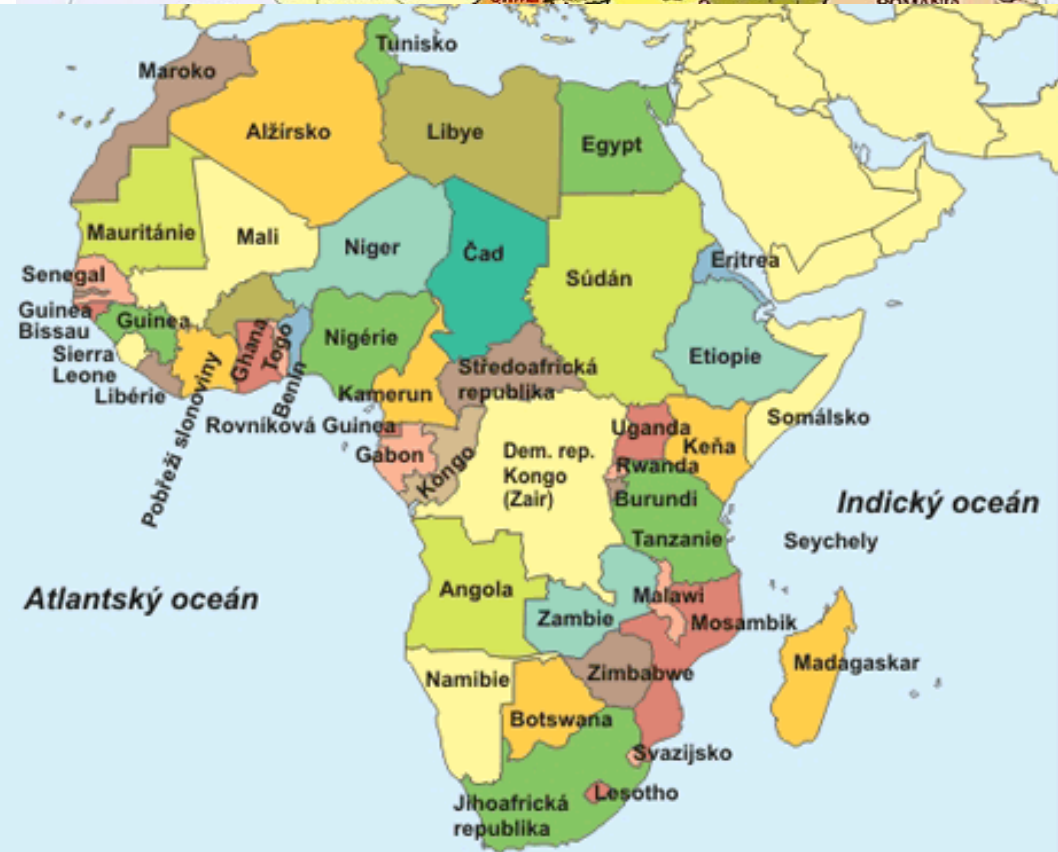 Tunisko
Maroko
Alžírsko
Libye
Egypt
Mauritánie
Mali
Niger
Čad
Súdán
Eritrea
Senegal
Guinea
Bissau
Guinea
Sierra
Leone
Libérie
Pobřeží slonoviny
Ghana
Togo
Benin
Nigérie
Kamerun
Středoafrická
republika
Etiopie
Somálsko
Rovníková Guinea
Gabon
Kongo
Dem. rep.
Kongo
(Zair)
Uganda
Keňa
Rwanda
Burundi
Tanzanie
Indický oceán
Seychely
Atlantský oceán
Angola
Zambie
Malawi
Mosambik
Madagaskar
Namibie
Zimbabwe
Botswana
Svazijsko
Lesotho
Jihoafrická
republika